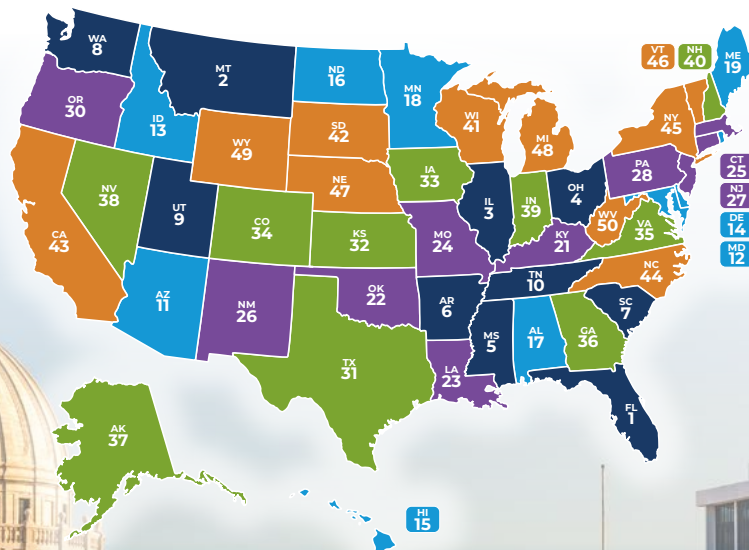 WA
8
MT
2
ND
16
MN
18
VT
46
NH
40
ME
19
OR
30
ID
13
WY
49
SD
42
WI
41
MI
48
NY
45
NV
38
UT
9
CO
34
NE
47
IA
33
IL
3
IN
39
OH
4
PA
28
CT
25
NJ
27
DE
14
MD
12
CA
43
KS
32
MO
24
KY
21
WV
50
VA
35
AZ
11
NM
26
OK
22
AR
6
TN
10
NC
44
SC
7
TX
31
LA
23
MS
5
AL
17
GA
36
FL
1
AK
37
HI
15